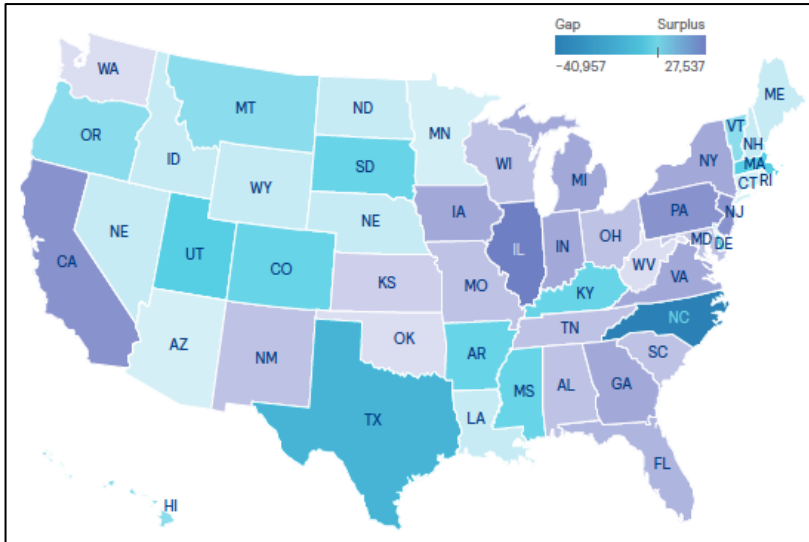 Gap Surplus
−40,957 27,537
WA
MT
ND
MN
ME
VT
NH
OR
ID
SD
WI
NY
MA
WY
MI
CT RI
IA
PA
NJ
NE
NE
IL
IN
OH
MD
DE
CA
UT
CO
WV
VA
KS
MO
KY
NC
TN
AZ
NM
OK
AR
SC
MS
AL
GA
TX
LA
FL
HI